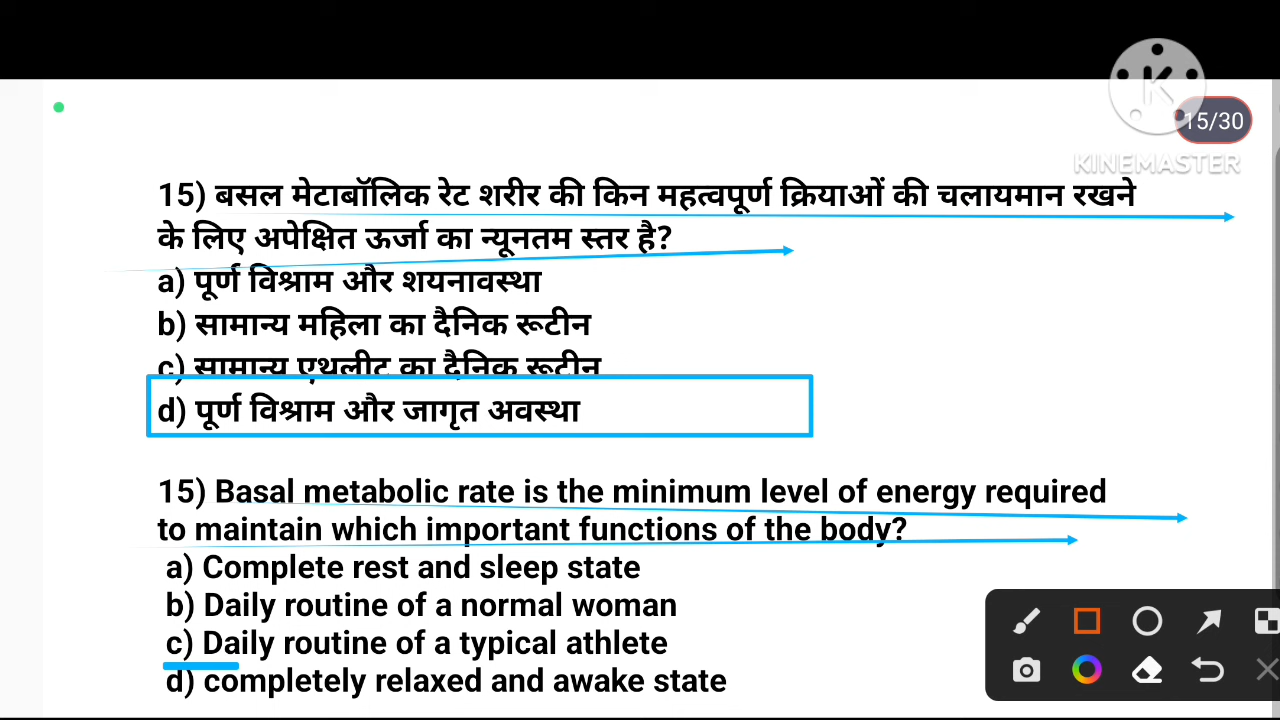 K
KINEMASTER
15/30
15) बसल मेटाबॉलिक रेट शरीर की किन महत्वपूर्ण क्रियाओं की चलायमान रखने
के लिए अपेक्षित ऊर्जा का न्यूनतम स्तर है?
a) पूर्ण विश्राम और शयनावस्था
b) सामान्य महिला का दैनिक रूटीन
c) सामान्य एथलीट का दैनिक रूटीन
d) पूर्ण विश्राम और जागृत अवस्था
15) Basal metabolic rate is the minimum level of energy required
to maintain which important functions of the body?
a) Complete rest and sleep state
b) Daily routine of a normal woman
c) Daily routine of a typical athlete
d) completely relaxed and awake state